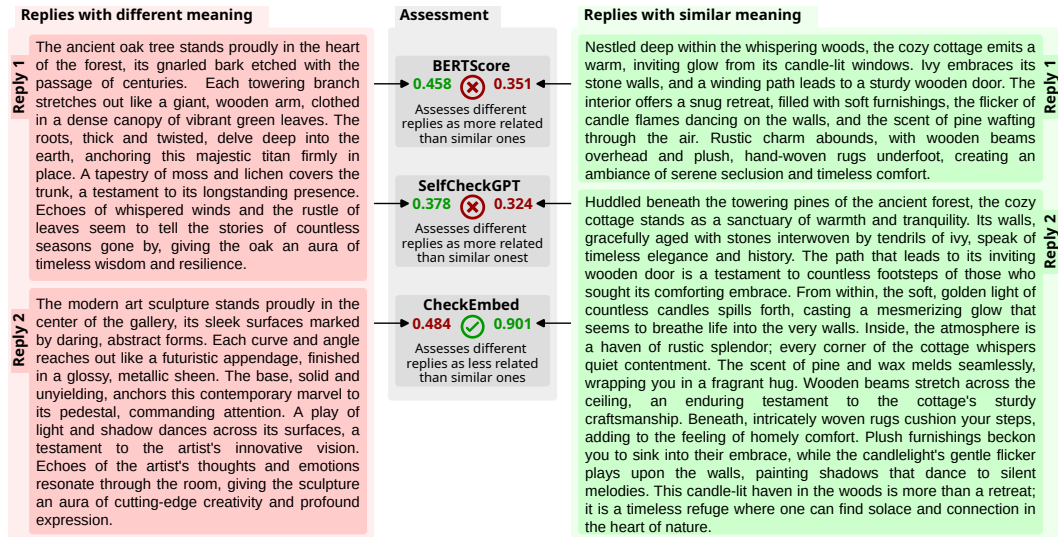 Replies with different meaning
Reply 1
The ancient oak tree stands proudly in the heart
of the forest, its gnarled bark etched with the
passage of centuries. Each towering branch
stretches out like a giant, wooden arm, clothed
in a dense canopy of vibrant green leaves. The
roots, thick and twisted, delve deep into the
earth, anchoring this majestic titan firmly in
place. A tapestry of moss and lichen covers the
trunk, a testament to its longstanding presence.
Echoes of whispered winds and the rustle of
leaves seem to tell the stories of countless
seasons gone by, giving the oak an aura of
timeless wisdom and resilience.
Reply 2
The modern art sculpture stands proudly in the
center of the gallery, its sleek surfaces marked
by daring, abstract forms. Each curve and angle
reaches out like a futuristic appendage, finished
in a glossy, metallic sheen. The base, solid and
unyielding, anchors this contemporary marvel to
its pedestal, commanding attention. A play of
light and shadow dances across its surfaces, a
testament to the artist's innovative vision.
Echoes of the artist's thoughts and emotions
resonate through the room, giving the sculpture
an aura of cutting-edge creativity and profound
expression.
Assessment
BERTScore
0.458 0.351
Assesses different
replies as more related
than similar ones
SelfCheckGPT
0.378 0.324
Assesses different
replies as more related
than similar onest
CheckEmbed
0.484 0.901
Assesses different
replies as less related
than similar ones
Replies with similar meaning
Reply 1
Nestled deep within the whispering woods, the cozy cottage emits a
warm, inviting glow from its candle-lit windows. Ivy embraces its
stone walls, and a winding path leads to a sturdy wooden door. The
interior offers a snug retreat, filled with soft furnishings, the flicker of
candle flames dancing on the walls, and the scent of pine wafting
through the air. Rustic charm abounds, with wooden beams
overhead and plush, hand-woven rugs underfoot, creating an
ambiance of serene seclusion and timeless comfort.
Reply 2
Huddled beneath the towering pines of the ancient forest, the cozy
cottage stands as a sanctuary of warmth and tranquility. Its walls,
gracefully aged with stones interwoven by tendrils of ivy, speak of
timeless elegance and history. The path that leads to its inviting
wooden door is a testament to countless footsteps of those who
sought its comforting embrace. From within, the soft, golden light of
countless candles spills forth, casting a mesmerizing glow that
seems to breathe life into the very walls. Inside, the atmosphere is
a haven of rustic splendor; every corner of the cottage whispers
quiet contentment. The scent of pine and wax melds seamlessly,
wrapping you in a fragrant hug. Wooden beams stretch across the
ceiling, an enduring testament to the cottage's sturdy
craftsmanship. Beneath, intricately woven rugs cushion your steps,
adding to the feeling of homely comfort. Plush furnishings beckon
you to sink into their embrace, while the candlelight's gentle flicker
plays upon the walls, painting shadows that dance to silent
melodies. This candle-lit haven in the woods is more than a retreat;
it is a timeless refuge where one can find solace and connection in
the heart of nature.